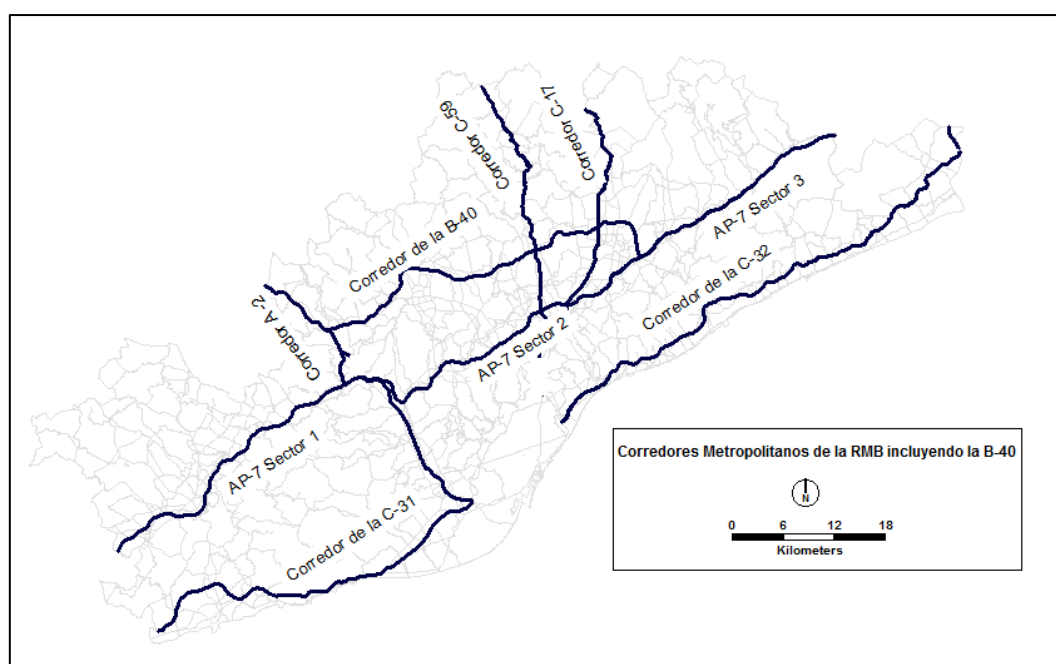 Corredor C-59
Corredor C-17
Corredor de la B-40
AP-7 Sector 3
Corredor de la C-32
Corredor A-2
AP-7 Sector 2
AP-7 Sector 1
Corredor de la C-31
Corredores Metropolitanos de la RMB incluyendo la B-40
N
0 6 12 18
Kilometers